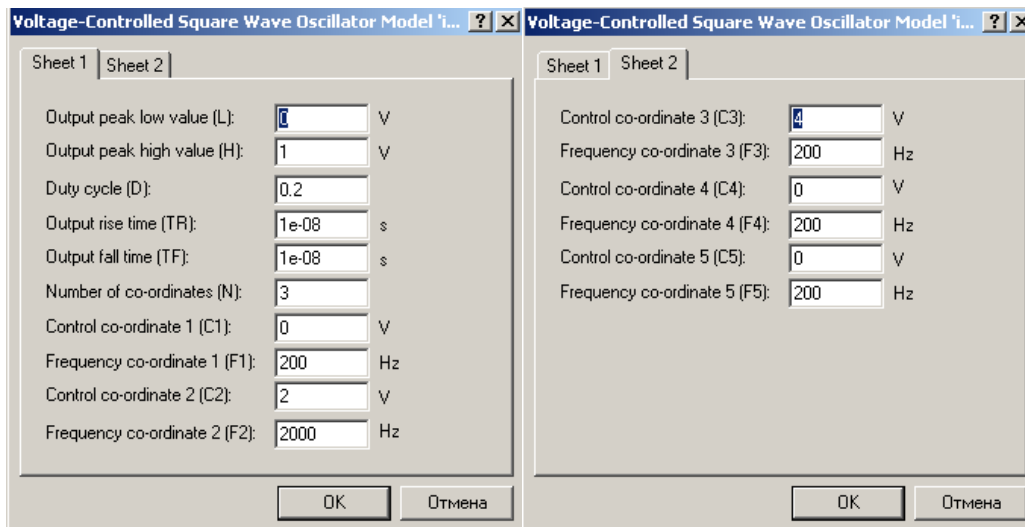 Voltage-Controlled Square Wave Oscillator Model 'i... ? ×
Sheet 1 Sheet 2
Output peak low value (L): 0 V
Output peak high value (H): 1 V
Duty cycle (D): 0.2
Output rise time (TR): 1e-08 s
Output fall time (TF): 1e-08 s
Number of co-ordinates (N): 3
Control co-ordinate 1 (C1): 0 V
Frequency co-ordinate 1 (F1): 200 Hz
Control co-ordinate 2 (C2): 2 V
Frequency co-ordinate 2 (F2): 2000 Hz
OK Отмена
Voltage-Controlled Square Wave Oscillator Model 'i... ? ×
Sheet 1 Sheet 2
Control co-ordinate 3 (C3): 4 V
Frequency co-ordinate 3 (F3): 200 Hz
Control co-ordinate 4 (C4): 0 V
Frequency co-ordinate 4 (F4): 200 Hz
Control co-ordinate 5 (C5): 0 V
Frequency co-ordinate 5 (F5): 200 Hz
OK Отмена